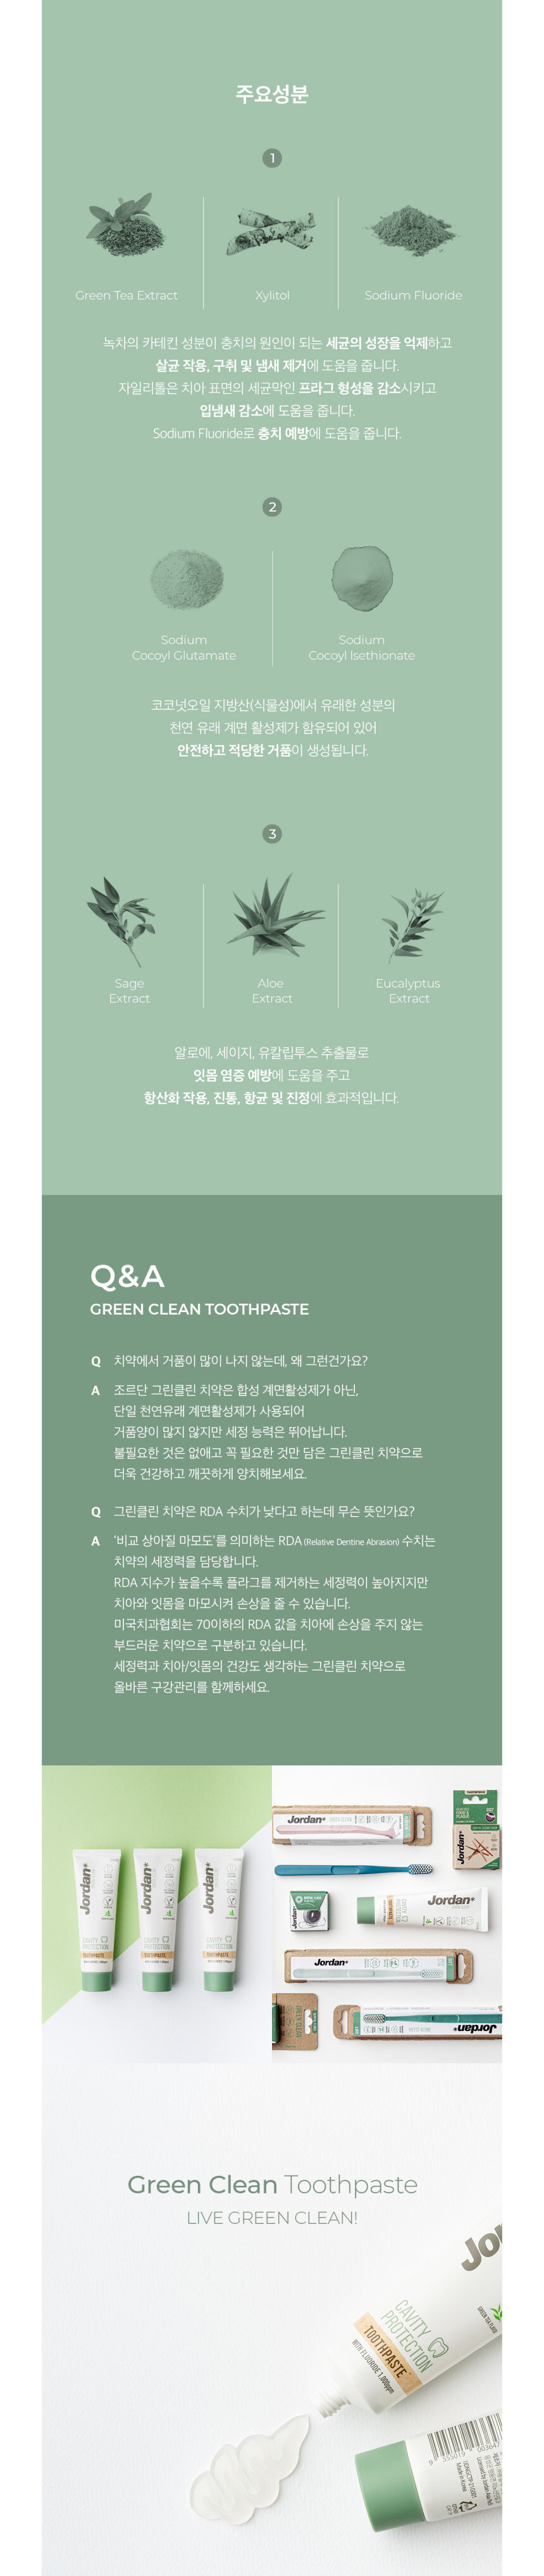 주요성분
1
Green Tea Extract
Xylitol
Sodium Fluoride
녹차의 카테킨 성분이 충치의 원인이 되는 세균의 성장을 억제하고
살균 작용, 구취 및 냄새 제거에 도움을 줍니다.
자일리톨은 치아 표면의 세균막인 프라그 형성을 감소시키고
입냄새 감소에 도움을 줍니다.
Sodium Fluoride로 충치 예방에 도움을 줍니다.
2
Sodium
Cocoyl Glutamate
Sodium
Cocoyl Isethionate
코코넛오일 지방산(식물성)에서 유래한 성분의
천연 유래 계면 활성제가 함유되어 있어
안전하고 적당한 거품이 생성됩니다.
3
Sage
Extract
Aloe
Extract
Eucalyptus
Extract
알로에, 세이지, 유칼립투스 추출물로
잇몸 염증 예방에 도움을 주고
항산화 작용, 진통, 항균 및 진정에 효과적입니다.
Q&A
GREEN CLEAN TOOTHPASTE
Q 치약에서 거품이 많이 나지 않는데, 왜 그런건가요?
A 조르단 그린클린 치약은 합성 계면활성제가 아닌,
단일 천연유래 계면활성제가 사용되어
거품양이 많지 않지만 세정 능력은 뛰어납니다.
불필요한 것은 없애고 꼭 필요한 것만 담은 그린클린 치약으로
더욱 건강하고 깨끗하게 양치해보세요.
Q 그린클린 치약은 RDA 수치가 낮다고 하는데 무슨 뜻인가요?
A '비교 상아질 마모도'를 의미하는 RDA (Relative Dentine Abrasion) 수치는
치약의 세정력을 담당합니다.
RDA 지수가 높을수록 플라그를 제거하는 세정력이 높아지지만
치아와 잇몸을 마모시켜 손상을 줄 수 있습니다.
미국치과협회는 70이하의 RDA 값을 치아에 손상을 주지 않는
부드러운 치약으로 구분하고 있습니다.
세정력과 치아/잇몸의 건강도 생각하는 그린클린 치약으로
올바른 구강관리를 함께하세요.
Jordan*
CAVITY
PROTECTION
TOOTHPASTE
Jordan*
CAVITY
PROTECTION
TOOTHPASTE
Jordan*
CAVITY
PROTECTION
TOOTHPASTE
Jordan*
Jordan*
Jordan*
CAVITY
PROTECTION
TOOTHPASTE
Jordan*
Jordan*
Green Clean Toothpaste
LIVE GREEN CLEAN!
Jo
CAVITY
PROTECTION
TOOTHPASTE
WITH FLUORIDE 1,000ppm
Made in Korea